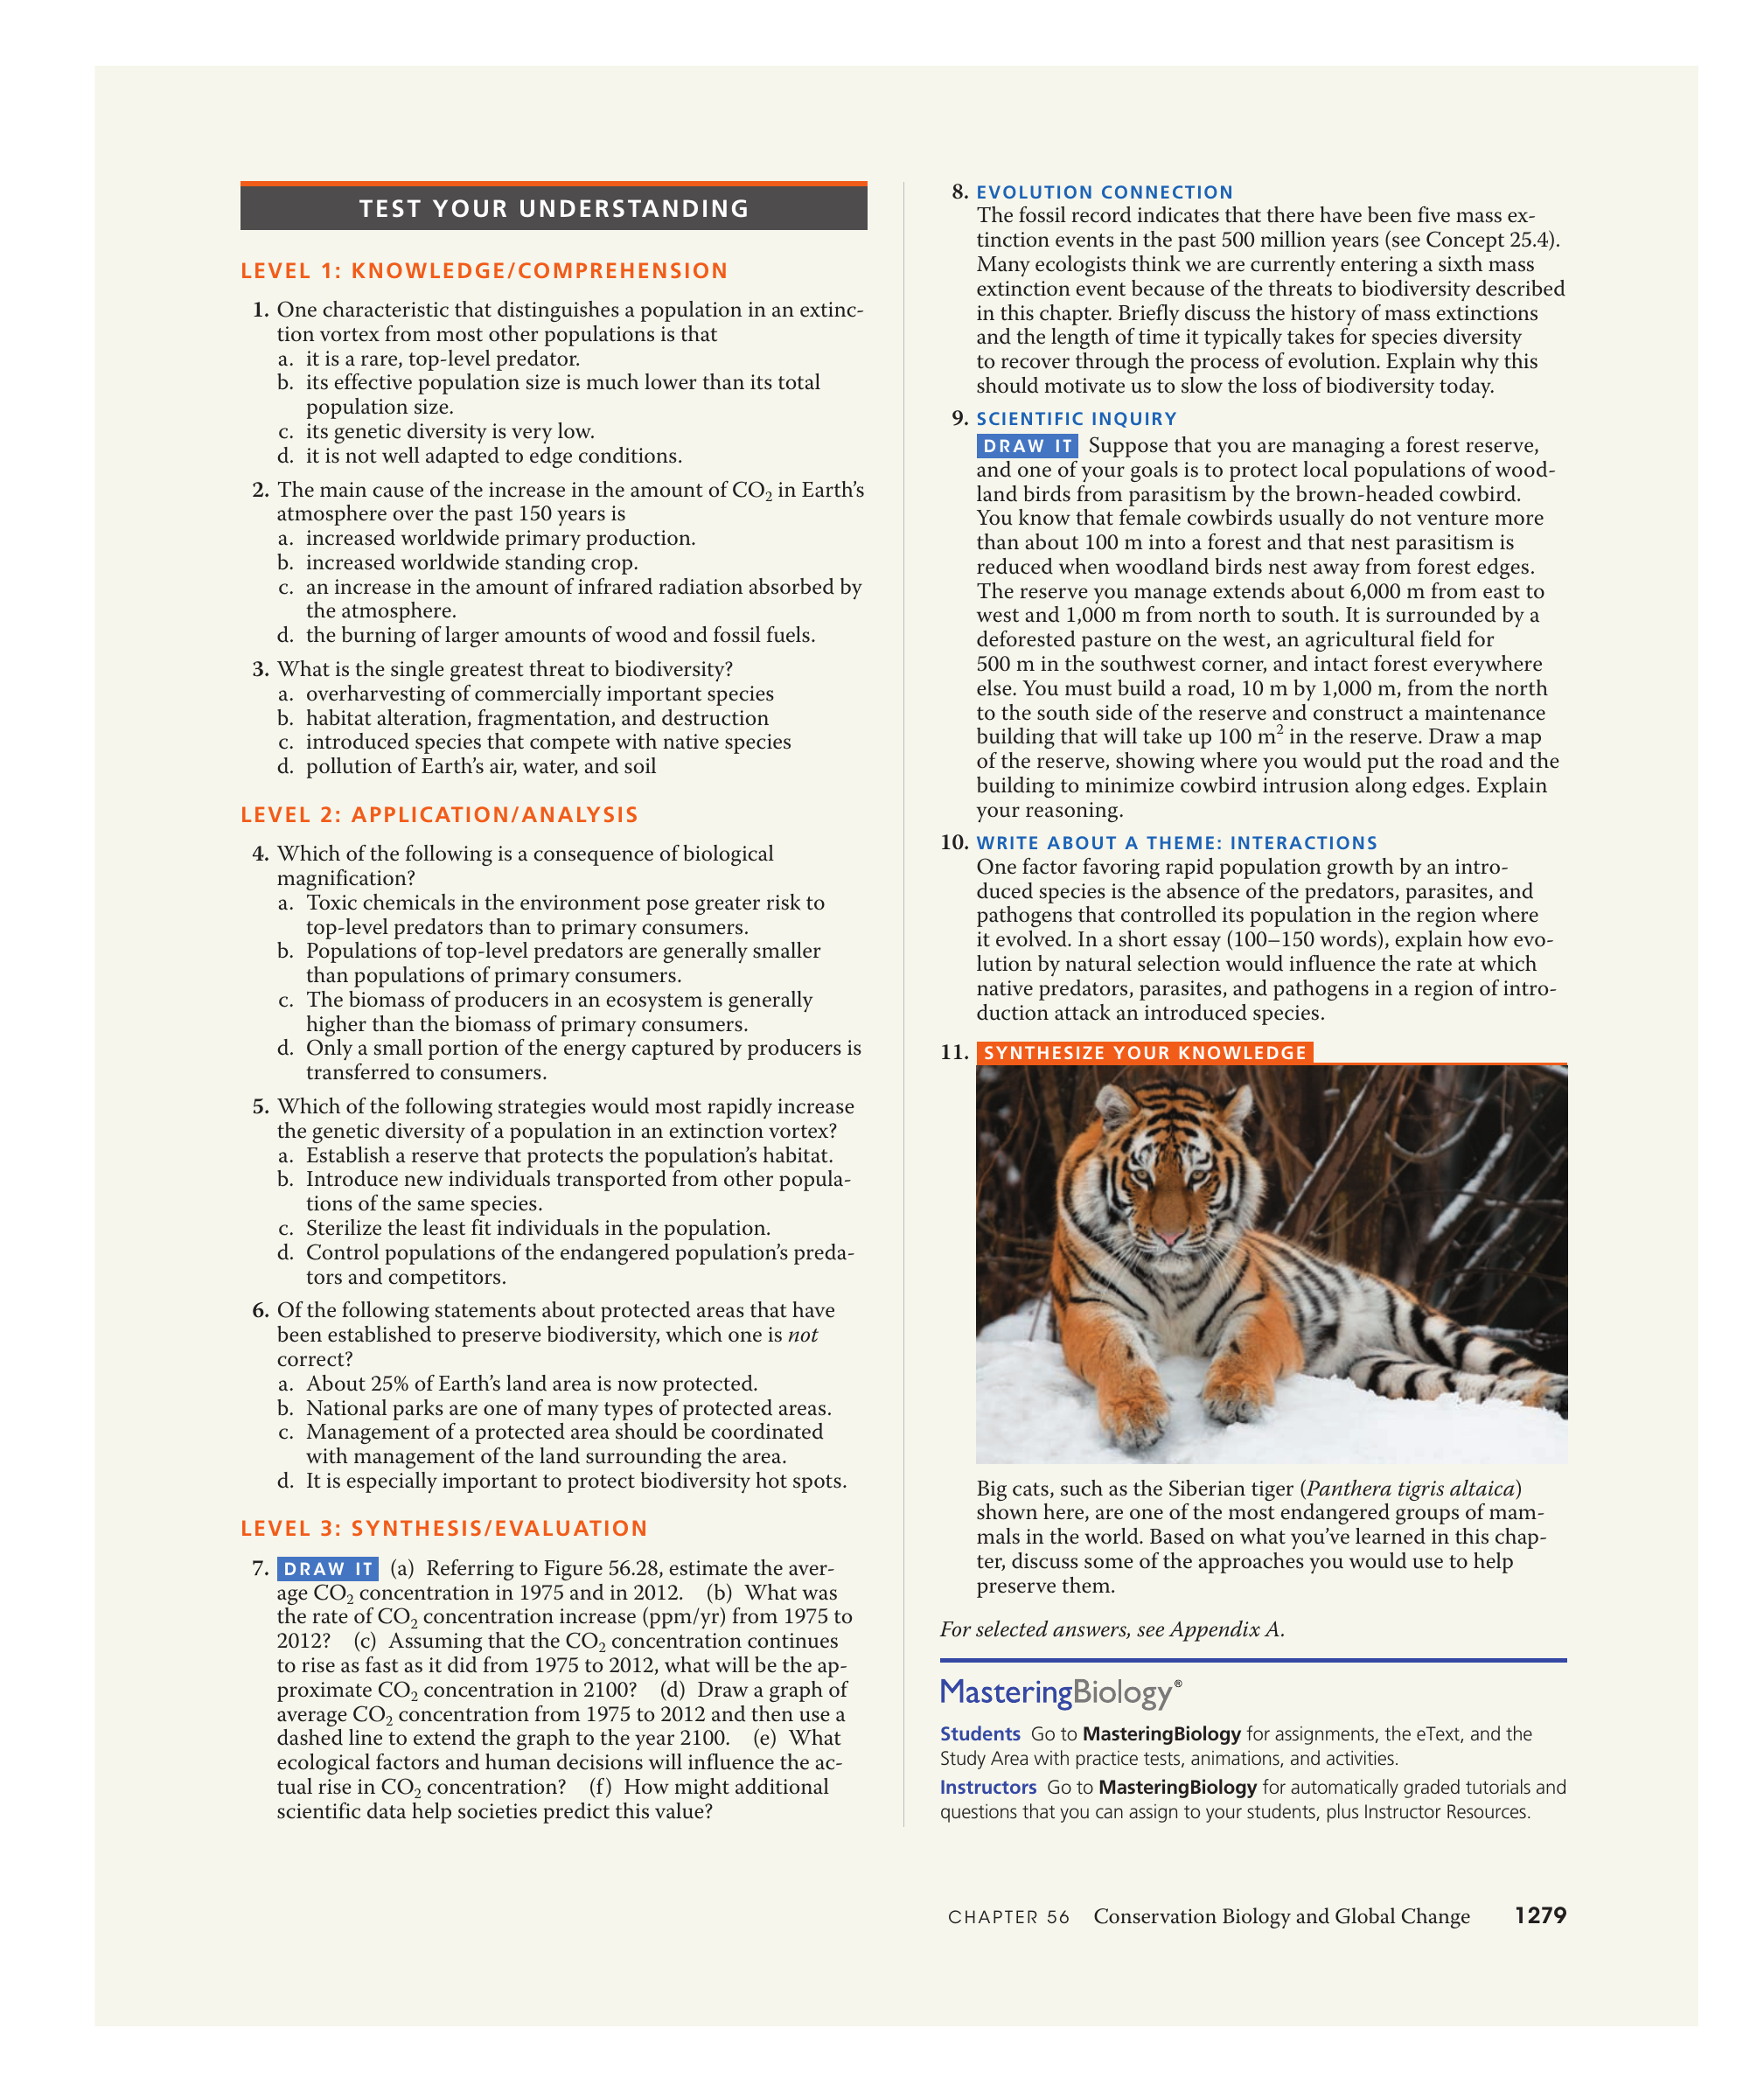 TEST YOUR UNDERSTANDING
LEVEL 1: KNOWLEDGE/COMPREHENSION
1. One characteristic that distinguishes a population in an extinc-
tion vortex from most other populations is that
a. it is a rare, top-level predator.
b. its effective population size is much lower than its total
population size.
c. its genetic diversity is very low.
d. it is not well adapted to edge conditions.
2. The main cause of the increase in the amount of CO₂ in Earth's
atmosphere over the past 150 years is
a. increased worldwide primary production.
b. increased worldwide standing crop.
c. an increase in the amount of infrared radiation absorbed by
the atmosphere.
d. the burning of larger amounts of wood and fossil fuels.
3. What is the single greatest threat to biodiversity?
a. overharvesting of commercially important species
b. habitat alteration, fragmentation, and destruction
c. introduced species that compete with native species
d. pollution of Earth's air, water, and soil
LEVEL 2: APPLICATION/ANALYSIS
4. Which of the following is a consequence of biological
magnification?
a. Toxic chemicals in the environment pose greater risk to
top-level predators than to primary consumers.
b. Populations of top-level predators are generally smaller
than populations of primary consumers.
c. The biomass of producers in an ecosystem is generally
higher than the biomass of primary consumers.
d. Only a small portion of the energy captured by producers is
transferred to consumers.
5. Which of the following strategies would most rapidly increase
the genetic diversity of a population in an extinction vortex?
a. Establish a reserve that protects the population's habitat.
b. Introduce new individuals transported from other popula-
tions of the same species.
c. Sterilize the least fit individuals in the population.
d. Control populations of the endangered population's preda-
tors and competitors.
6. Of the following statements about protected areas that have
been established to preserve biodiversity, which one is not
correct?
a. About 25% of Earth's land area is now protected.
b. National parks are one of many types of protected areas.
c. Management of a protected area should be coordinated
with management of the land surrounding the area.
d. It is especially important to protect biodiversity hot spots.
LEVEL 3: SYNTHESIS/EVALUATION
7. DRAW IT (a) Referring to Figure 56.28, estimate the aver-
age CO₂ concentration in 1975 and in 2012. (b) What was
the rate of CO₂ concentration increase (ppm/yr) from 1975 to
2012? (c) Assuming that the CO₂ concentration continues
to rise as fast as it did from 1975 to 2012, what will be the ap-
proximate CO₂ concentration in 2100? (d) Draw a graph of
average CO₂ concentration from 1975 to 2012 and then use a
dashed line to extend the graph to the year 2100. (e) What
ecological factors and human decisions will influence the ac-
tual rise in CO₂ concentration? (f) How might additional
scientific data help societies predict this value?
8. EVOLUTION CONNECTION
The fossil record indicates that there have been five mass ex-
tinction events in the past 500 million years (see Concept 25.4).
Many ecologists think we are currently entering a sixth mass
extinction event because of the threats to biodiversity described
in this chapter. Briefly discuss the history of mass extinctions
and the length of time it typically takes for species diversity
to recover through the process of evolution. Explain why this
should motivate us to slow the loss of biodiversity today.
9. SCIENTIFIC INQUIRY
DRAW IT Suppose that you are managing a forest reserve,
and one of your goals is to protect local populations of wood-
land birds from parasitism by the brown-headed cowbird.
You know that female cowbirds usually do not venture more
than about 100 m into a forest and that nest parasitism is
reduced when woodland birds nest away from forest edges.
The reserve you manage extends about 6,000 m from east to
west and 1,000 m from north to south. It is surrounded by a
deforested pasture on the west, an agricultural field for
500 m in the southwest corner, and intact forest everywhere
else. You must build a road, 10 m by 1,000 m, from the north
to the south side of the reserve and construct a maintenance
building that will take up 100 m² in the reserve. Draw a map
of the reserve, showing where you would put the road and the
building to minimize cowbird intrusion along edges. Explain
your reasoning.
10. WRITE ABOUT A THEME: INTERACTIONS
One factor favoring rapid population growth by an intro-
duced species is the absence of the predators, parasites, and
pathogens that controlled its population in the region where
it evolved. In a short essay (100–150 words), explain how evo-
lution by natural selection would influence the rate at which
native predators, parasites, and pathogens in a region of intro-
duction attack an introduced species.
11. SYNTHESIZE YOUR KNOWLEDGE
Big cats, such as the Siberian tiger (Panthera tigris altaica)
shown here, are one of the most endangered groups of mam-
mals in the world. Based on what you've learned in this chap-
ter, discuss some of the approaches you would use to help
preserve them.
For selected answers, see Appendix A.
MasteringBiology®
Students Go to MasteringBiology for assignments, the eText, and the
Study Area with practice tests, animations, and activities.
Instructors Go to MasteringBiology for automatically graded tutorials and
questions that you can assign to your students, plus Instructor Resources.
CHAPTER 56 Conservation Biology and Global Change 1279